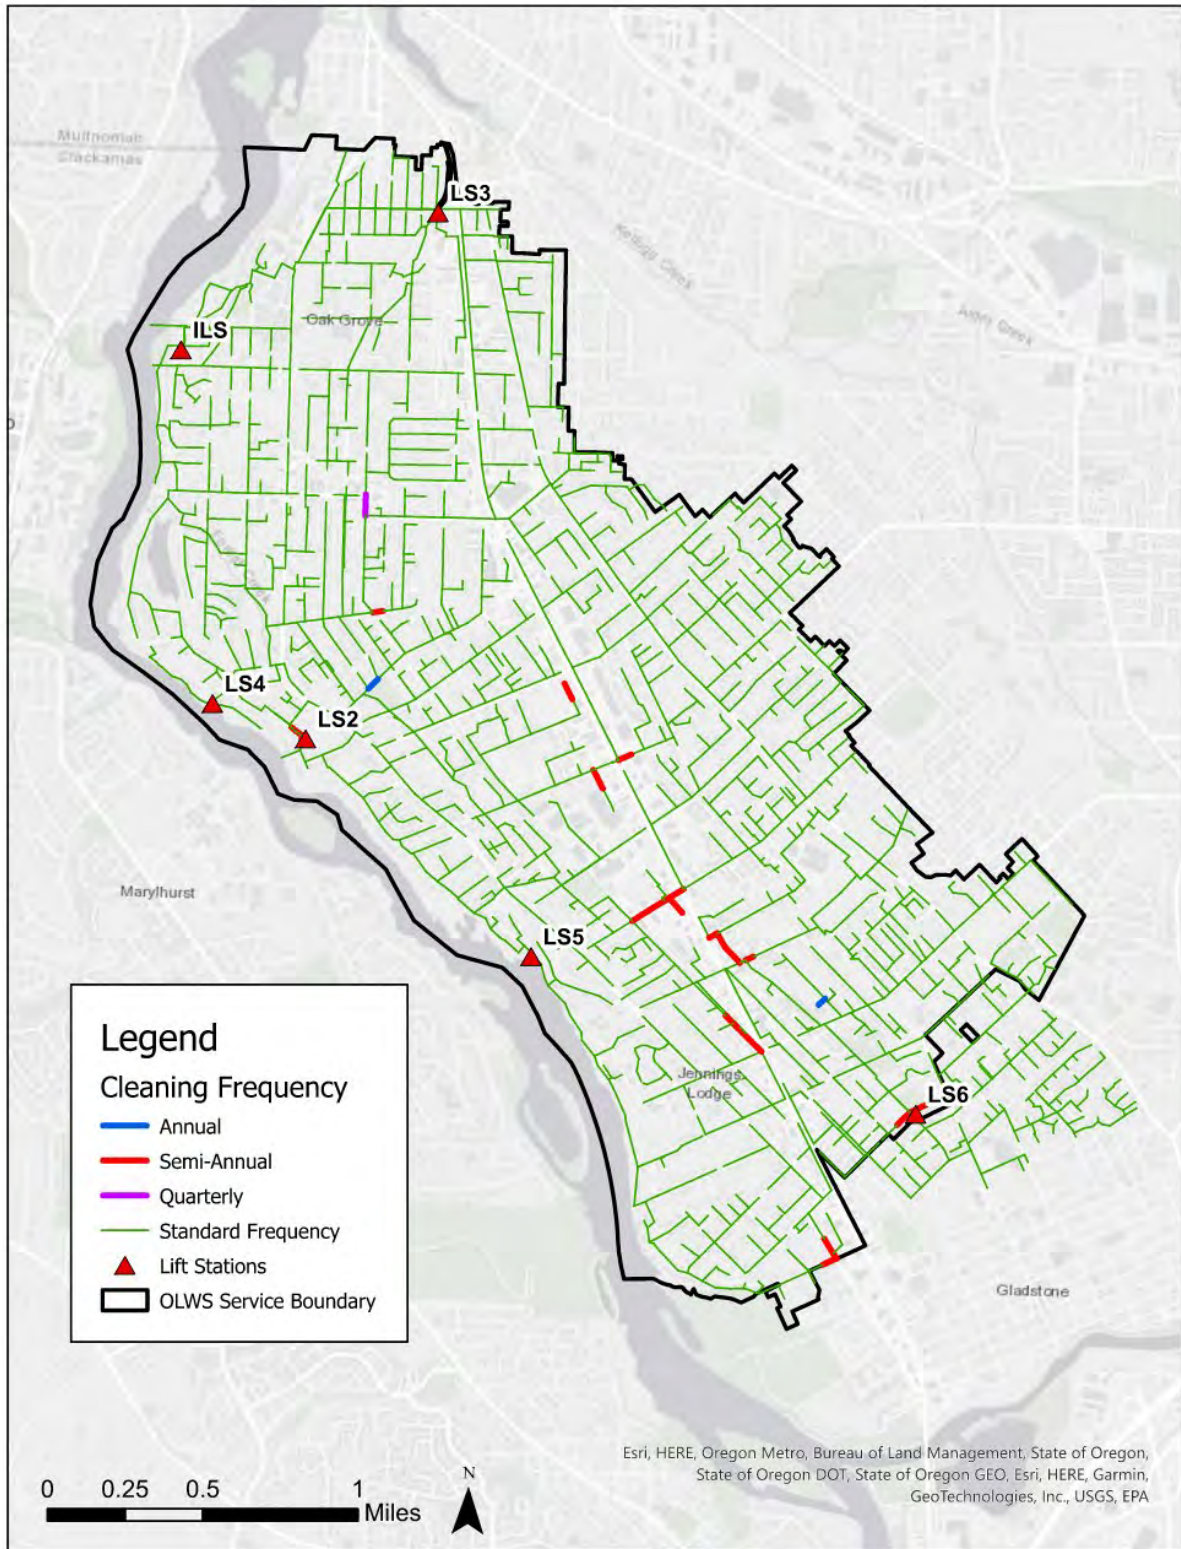 Multnomah
Clackamas
LS3
Kellogg Creek
ILS
Oak Grove
LS4
LS2
Marylhurst
LS5
Jennings
Lodge
LS6
Gladstone
Legend
Cleaning Frequency
Annual
Semi-Annual
Quarterly
Standard Frequency
Lift Stations
OLWS Service Boundary
0 0.25 0.5 1
Miles
N
Esri, HERE, Oregon Metro, Bureau of Land Management, State of Oregon,
State of Oregon DOT, State of Oregon GEO, Esri, HERE, Garmin,
GeoTechnologies, Inc., USGS, EPA